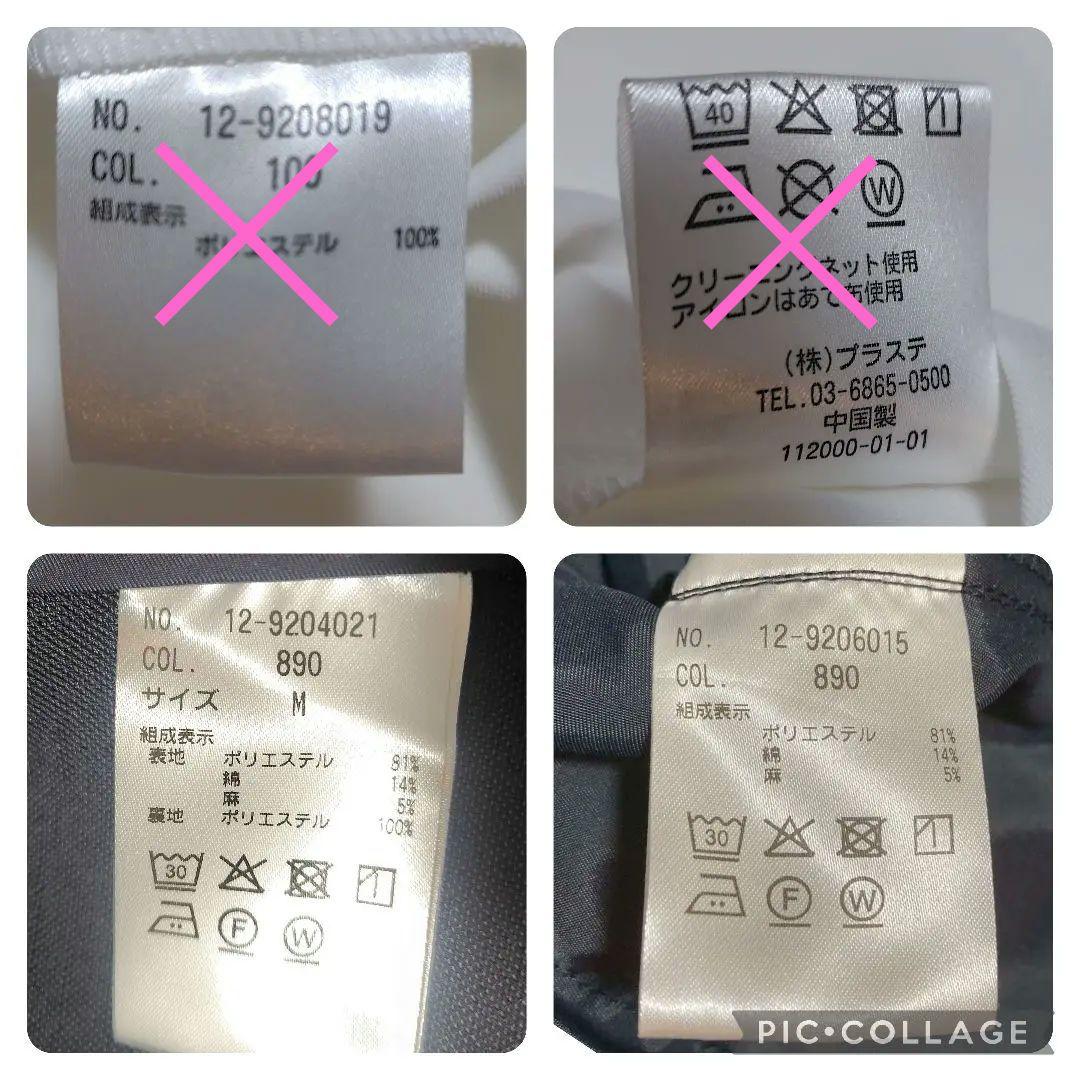 NO. 12-9208019
COL. 100
組成表示
ポリエステル 100%
40
W
クリーニングネット使用
アイロンはあて布使用
(株)プラステ
TEL.03-6865-0500
中国製
112000-01-01
NO. 12-9204021
COL. 890
サイズ M
組成表示
表地 ポリエステル 81%
綿 14%
麻 5%
裏地 ポリエステル 100%
30
F W
NO. 12-9206015
COL. 890
組成表示
ポリエステル 81%
綿 14%
麻 5%
30
F W
PIC•COLLAGE